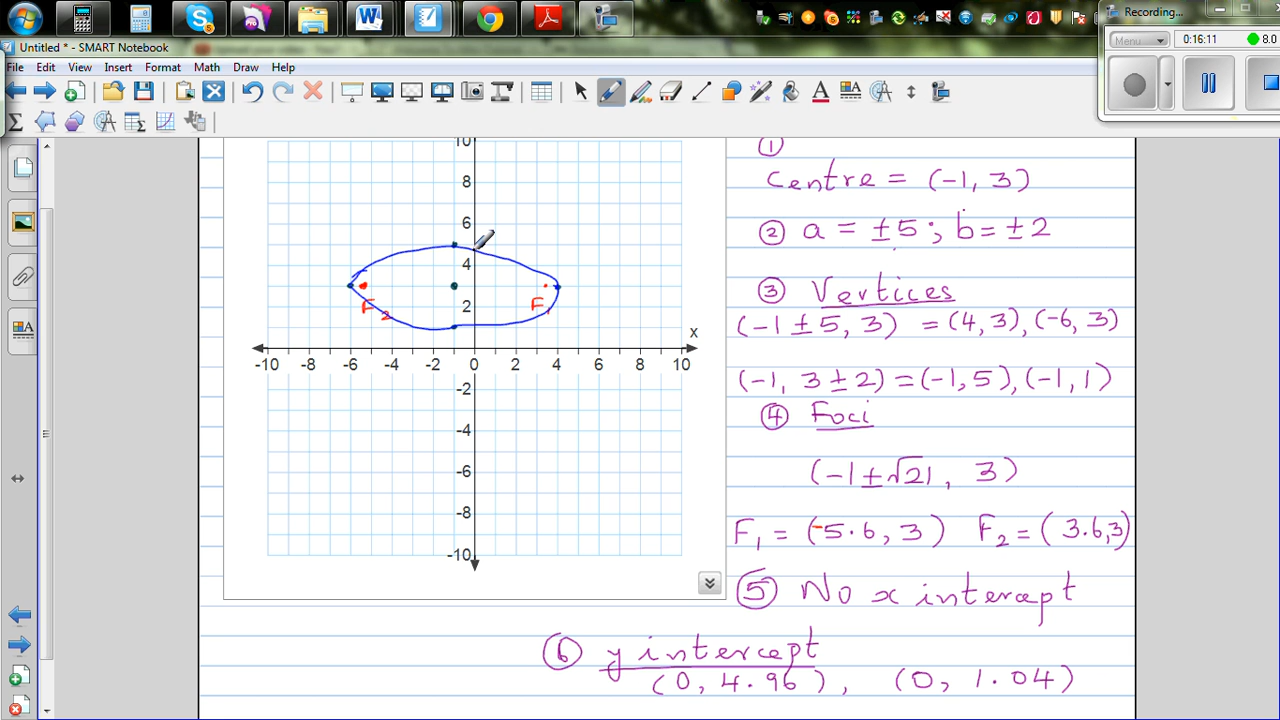 Recording...
Untitled * - SMART Notebook
Menu
0:16:11
8.0
File Edit View Insert Format Math Draw Help
10
8
6
4
2
F2
F1
x
-10 -8 -6 -4 -2 0 2 4 6 8 10
-2
-4
-6
-8
-10
①
Centre = (-1, 3)
② a = ±5 ; b = ±2
③ Vertices
(-1 ± 5, 3) = (4, 3), (-6, 3)
(-1, 3 ± 2) = (-1, 5), (-1, 1)
④ Foci
(-1 ± √21, 3)
F1 = (-5.6, 3) F2 = (3.6, 3)
⑤ No x intercept
⑥ y intercept
(0, 4.96), (0, 1.04)